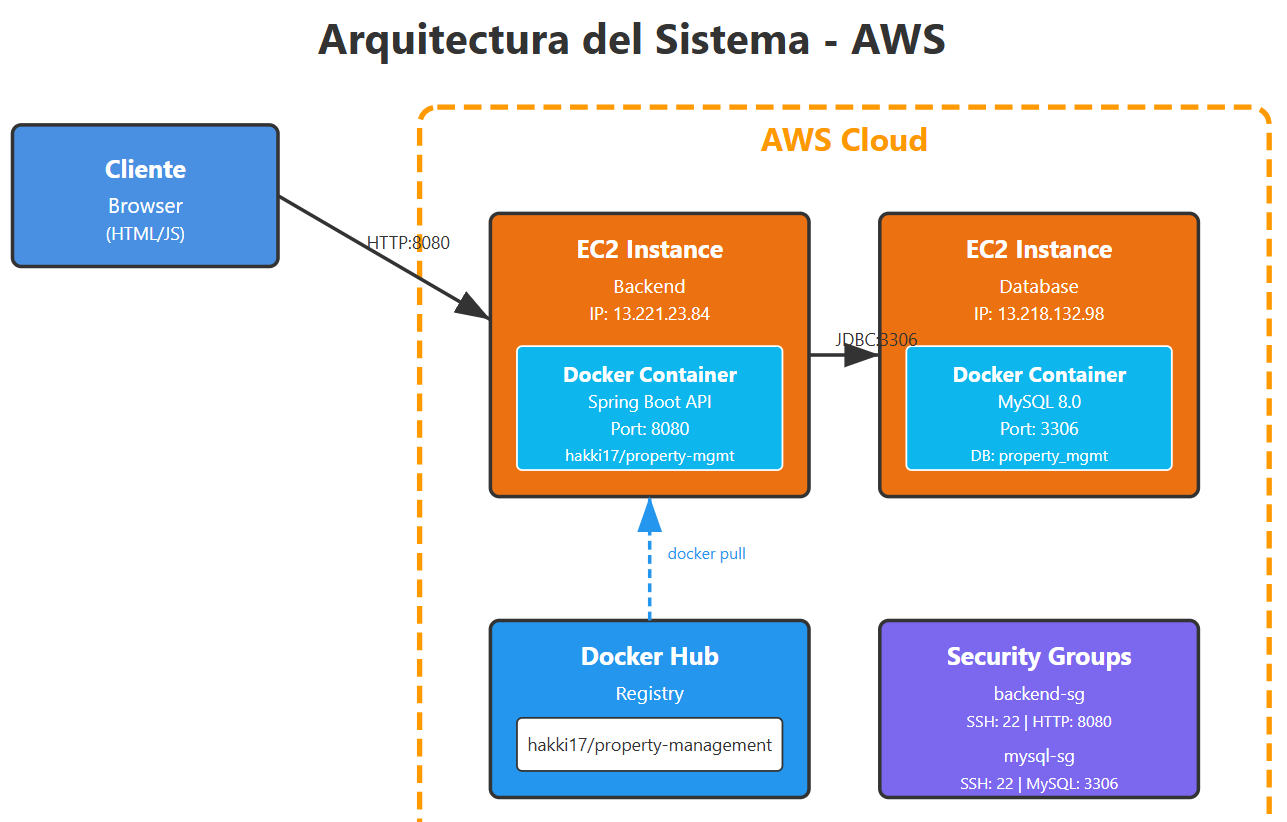 Arquitectura del Sistema - AWS
AWS Cloud
Cliente
Browser
(HTML/JS)
HTTP:8080
EC2 Instance
Backend
IP: 13.221.23.84
Docker Container
Spring Boot API
Port: 8080
hakki17/property-mgmt
JDBC:3306
EC2 Instance
Database
IP: 13.218.132.98
Docker Container
MySQL 8.0
Port: 3306
DB: property_mgmt
docker pull
Docker Hub
Registry
hakki17/property-management
Security Groups
backend-sg
SSH: 22 | HTTP: 8080
mysql-sg
SSH: 22 | MySQL: 3306